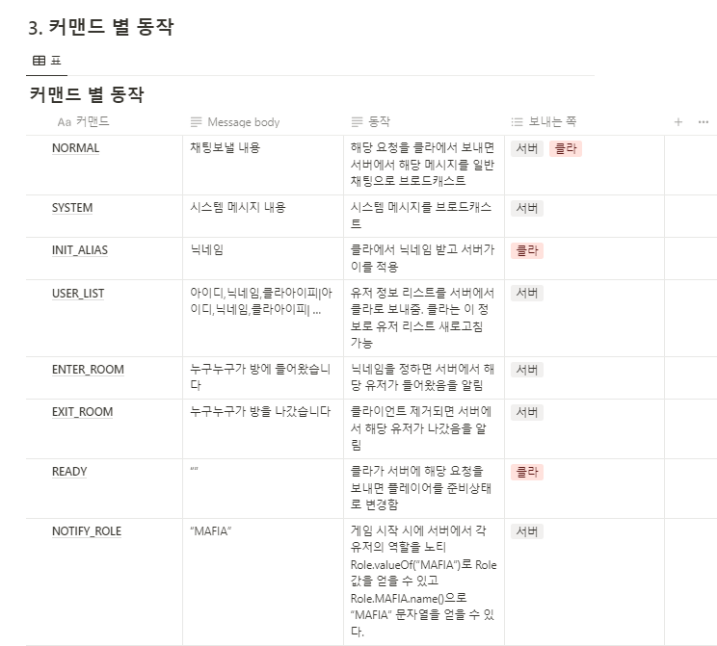 3. 커맨드 별 동작
표
커맨드 별 동작
Aa 커맨드
Message body
동작
보내는 쪽
+ ···
NORMAL
채팅보낼 내용
해당 요청을 클라에서 보내면
서버에서 해당 메시지를 일반
채팅으로 브로드캐스트
서버 클라
SYSTEM
시스템 메시지 내용
시스템 메시지를 브로드캐스
트
서버
INIT_ALIAS
닉네임
클라에서 닉네임 받고 서버가
이를 적용
클라
USER_LIST
아이디,닉네임,클라아이피||아
이디,닉네임,클라아이피|| ...
유저 정보 리스트를 서버에서
클라로 보내줌. 클라는 이 정
보로 유저 리스트 새로고침
가능
서버
ENTER_ROOM
누구누구가 방에 들어왔습니
다
닉네임을 정하면 서버에서 해
당 유저가 들어왔음을 알림
서버
EXIT_ROOM
누구누구가 방을 나갔습니다
클라이언트 제거되면 서버에
서 해당 유저가 나갔음을 알
림
서버
READY
“”
클라가 서버에 해당 요청을
보내면 플레이어를 준비상태
로 변경함
클라
NOTIFY_ROLE
“MAFIA”
게임 시작 시에 서버에서 각
유저의 역할을 노티
Role.valueOf(“MAFIA”)로 Role
값을 얻을 수 있고
Role.MAFIA.name()으로
“MAFIA” 문자열을 얻을 수 있
다.
서버